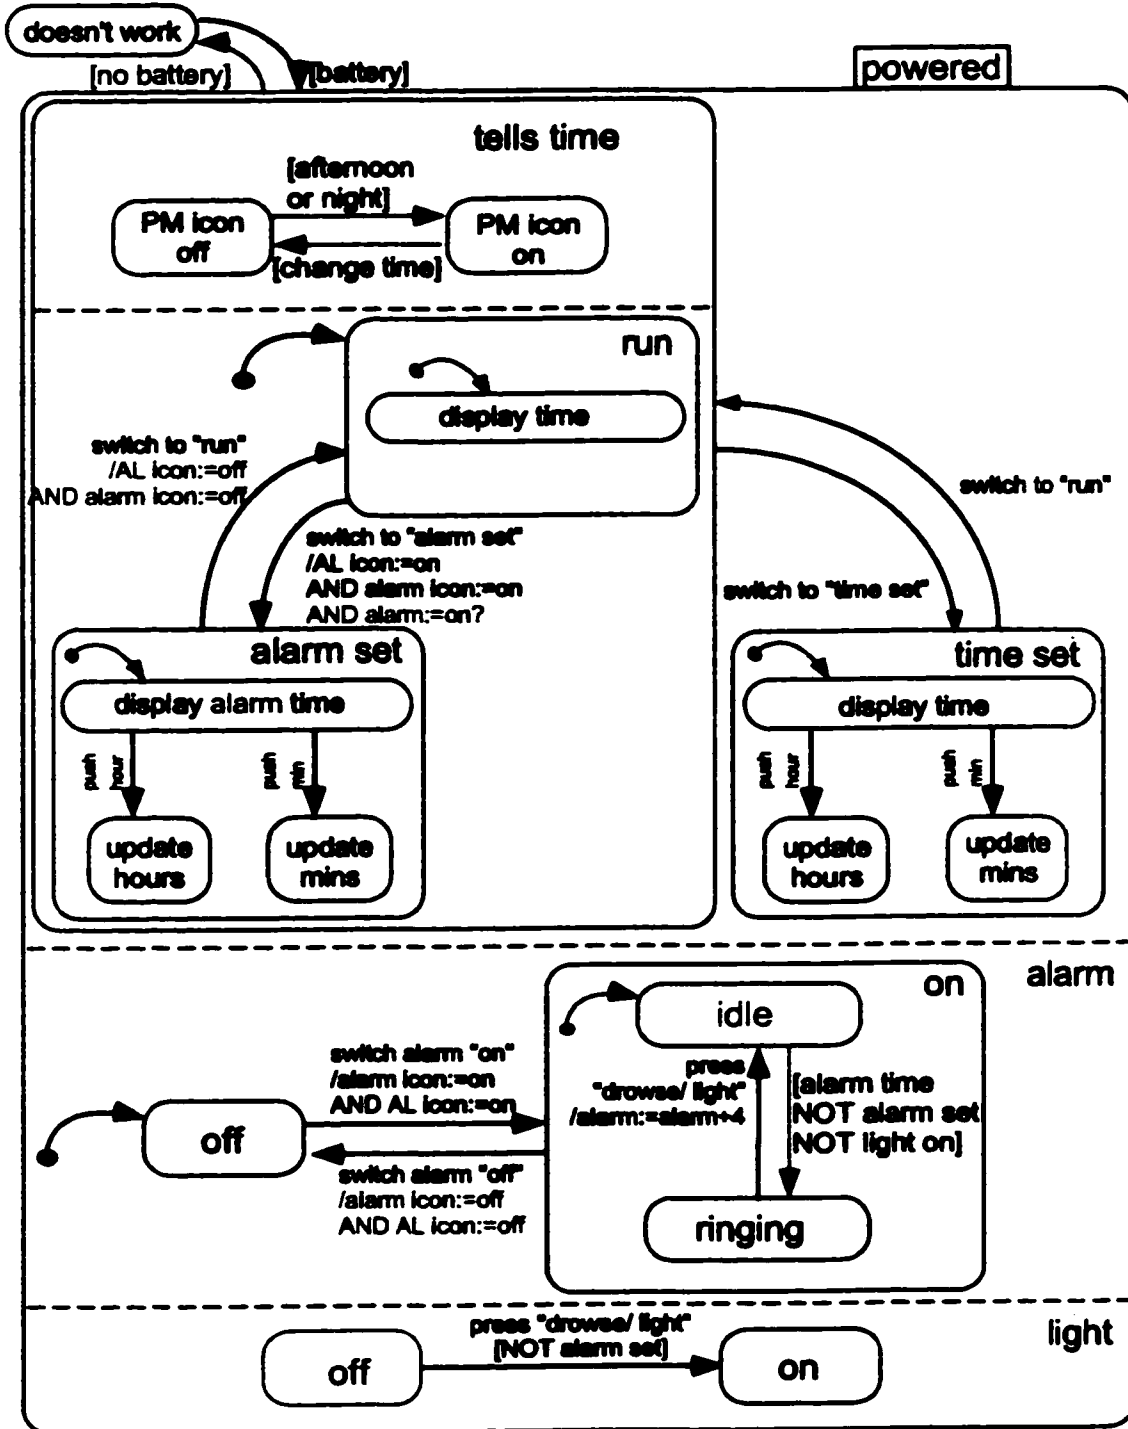 doesn't work
[no battery]
[battery]
powered
tells time
[afternoon
or night]
PM icon
off
PM icon
on
[change time]
run
display time
switch to "run"
/AL icon:=off
AND alarm icon:=off
switch to "run"
switch to "alarm set"
/AL icon:=on
AND alarm icon:=on
AND alarm:=on?
switch to "time set"
alarm set
display alarm time
push
hour
push
min
update
hours
update
mins
time set
display time
push
hour
push
min
update
hours
update
mins
alarm
on
idle
switch alarm "on"
/alarm icon:=on
AND AL icon:=on
press
"drowse/ light"
/alarm:=alarm+4
[alarm time
NOT alarm set
NOT light on]
off
switch alarm "off"
/alarm icon:=off
AND AL icon:=off
ringing
light
press "drowse/ light"
[NOT alarm set]
off
on